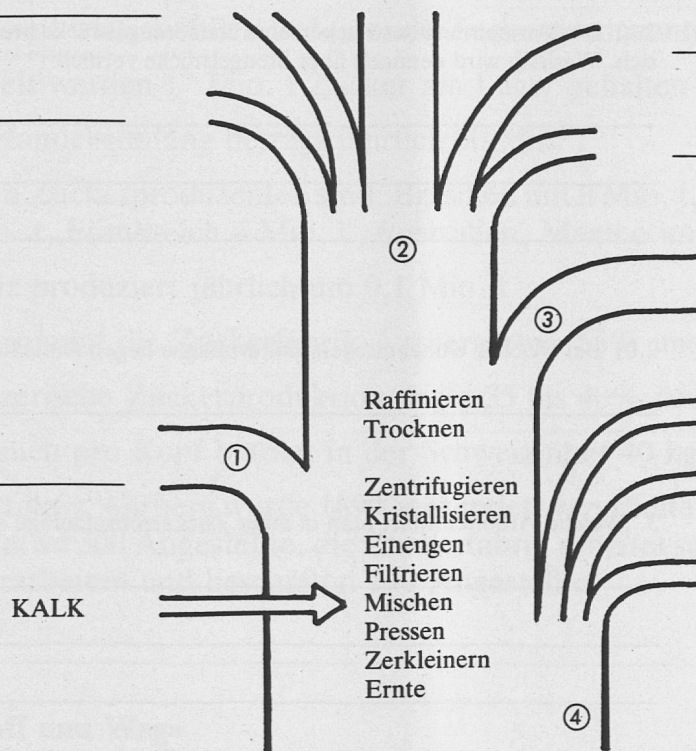 ②
③
Raffinieren
Trocknen
①
Zentrifugieren
Kristallisieren
Einengen
Filtrieren
KALK
Mischen
Pressen
Zerkleinern
Ernte
④